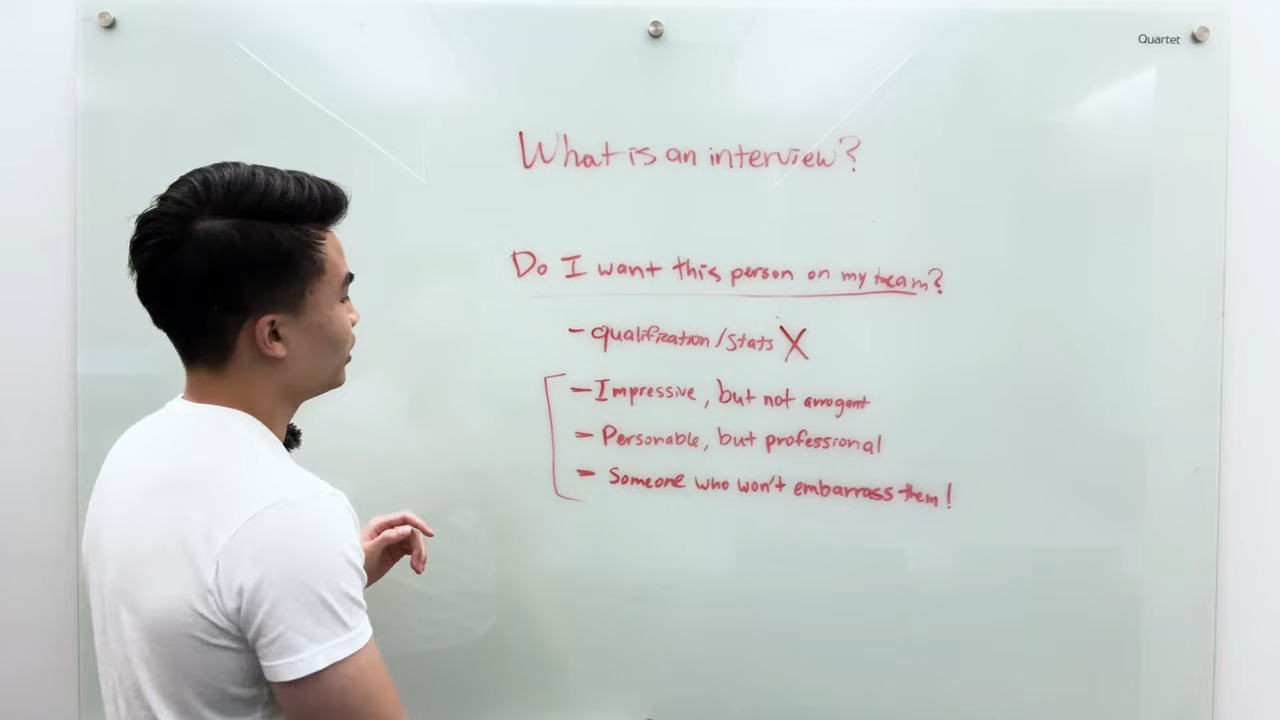 Quartet
What is an interview?
Do I want this person on my team?
- qualification/stats X
- Impressive, but not arrogant
- Personable, but professional
- Someone who won't embarrass them!